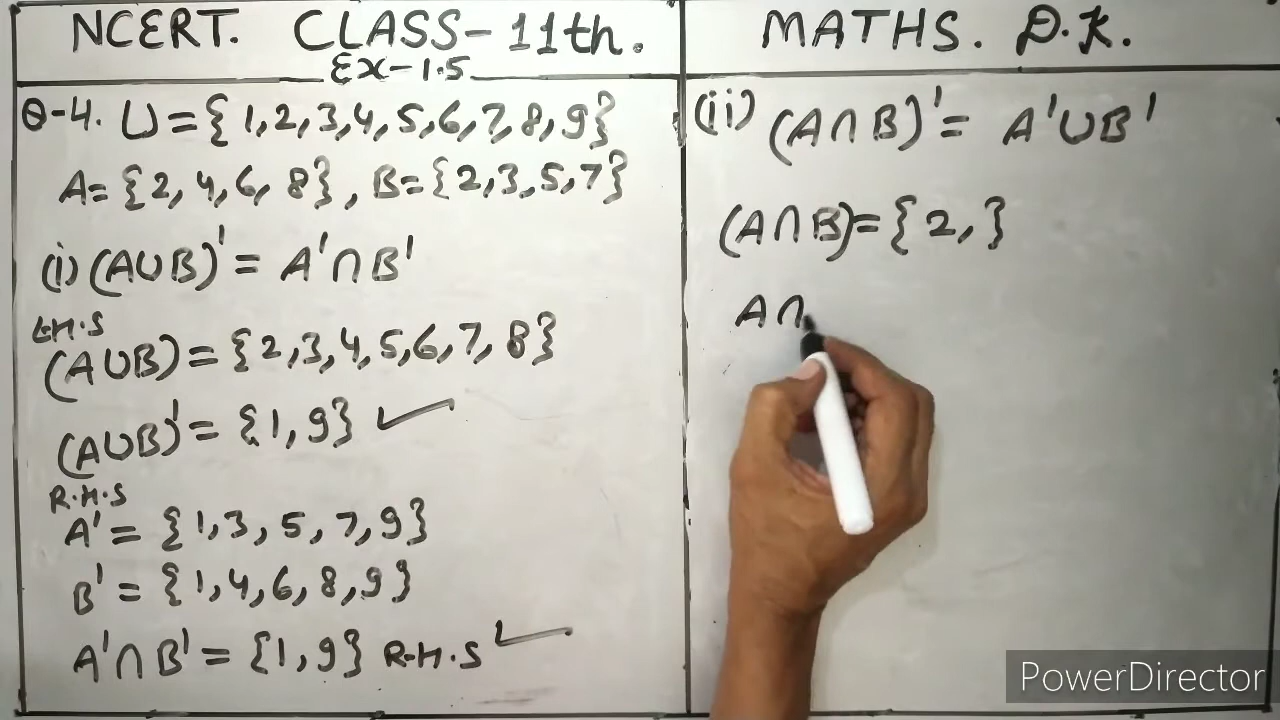 NCERT. CLASS-11th.
Ex-1.5
MATHS. D.K.
Q-4. U={1,2,3,4,5,6,7,8,9}
A={2,4,6,8}, B={2,3,5,7}
(i)(A∪B)'=A'∩B'
L.H.S
(A∪B)={2,3,4,5,6,7,8}
(A∪B)'={1,9} ✓
R.H.S
A'={1,3,5,7,9}
B'={1,4,6,8,9}
A'∩B'={1,9} R.H.S ✓
(ii) (A∩B)'= A'∪B'
(A∩B)={2,}
A∩
PowerDirector